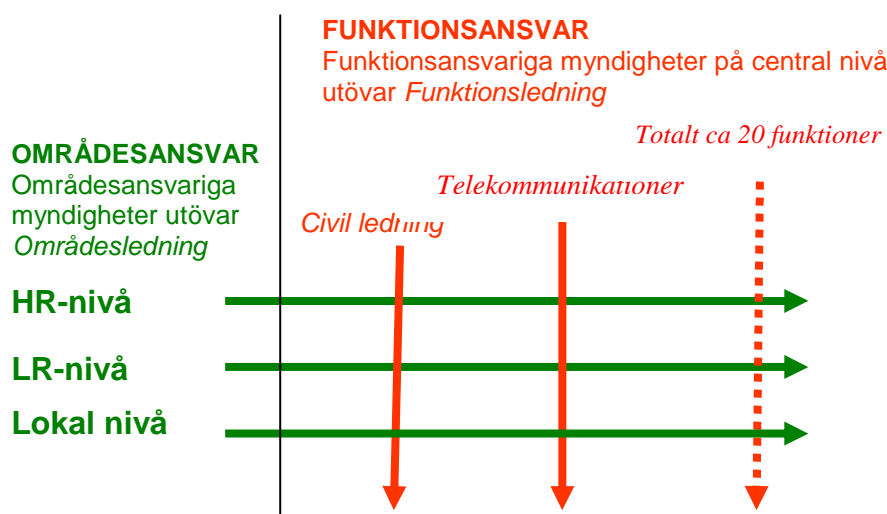 FUNKTIONSANSVAR
Funktionsansvariga myndigheter på central nivå
utövar Funktionsledning
Totalt ca 20 funktioner
OMRÅDESANSVAR
Områdesansvariga
myndigheter utövar
Områdesledning
Telekommunikationer
Civil ledning
HR-nivå
LR-nivå
Lokal nivå